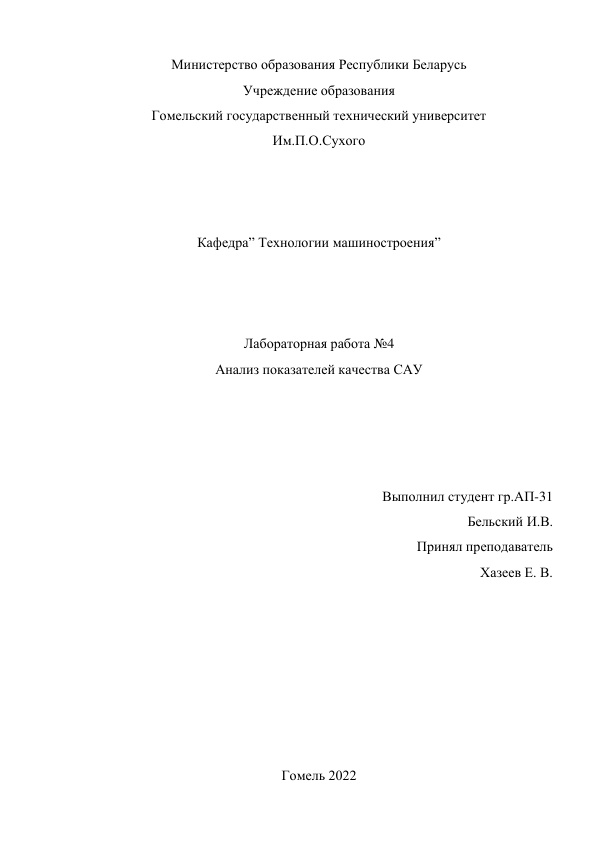 Министерство образования Республики Беларусь
Учреждение образования
Гомельский государственный технический университет
Им.П.О.Сухого
Кафедра” Технологии машиностроения”
Лабораторная работа №4
Анализ показателей качества САУ
Выполнил студент гр.АП-31
Бельский И.В.
Принял преподаватель
Хазеев Е. В.
Гомель 2022